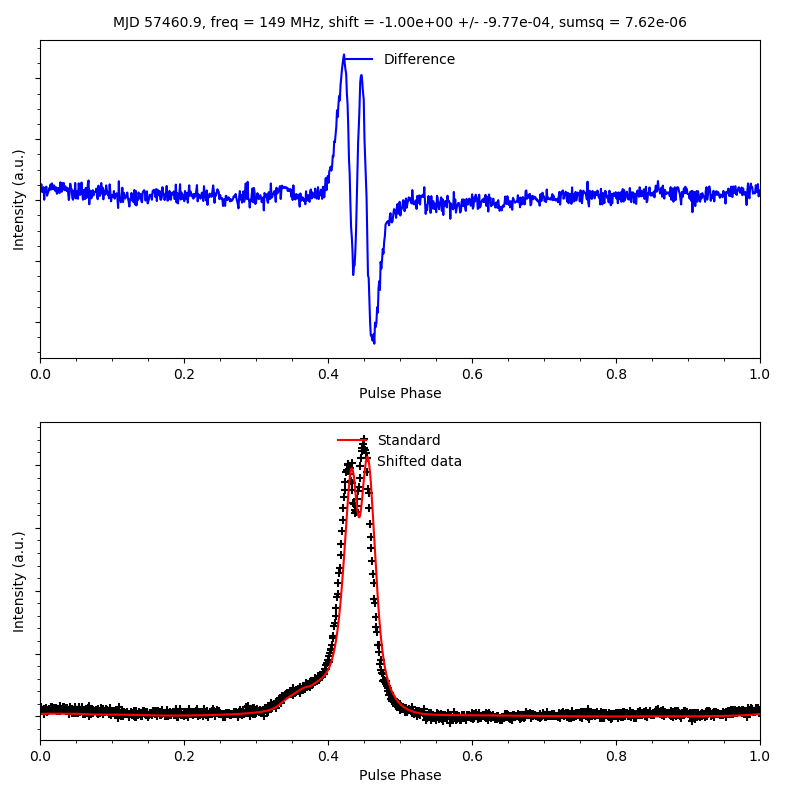 MJD 57460.9, freq = 149 MHz, shift = -1.00e+00 +/- -9.77e-04, sumsq = 7.62e-06
Difference
Intensity (a.u.)
0.0 0.2 0.4 0.6 0.8 1.0
Pulse Phase
Standard
Shifted data
Intensity (a.u.)
0.0 0.2 0.4 0.6 0.8 1.0
Pulse Phase